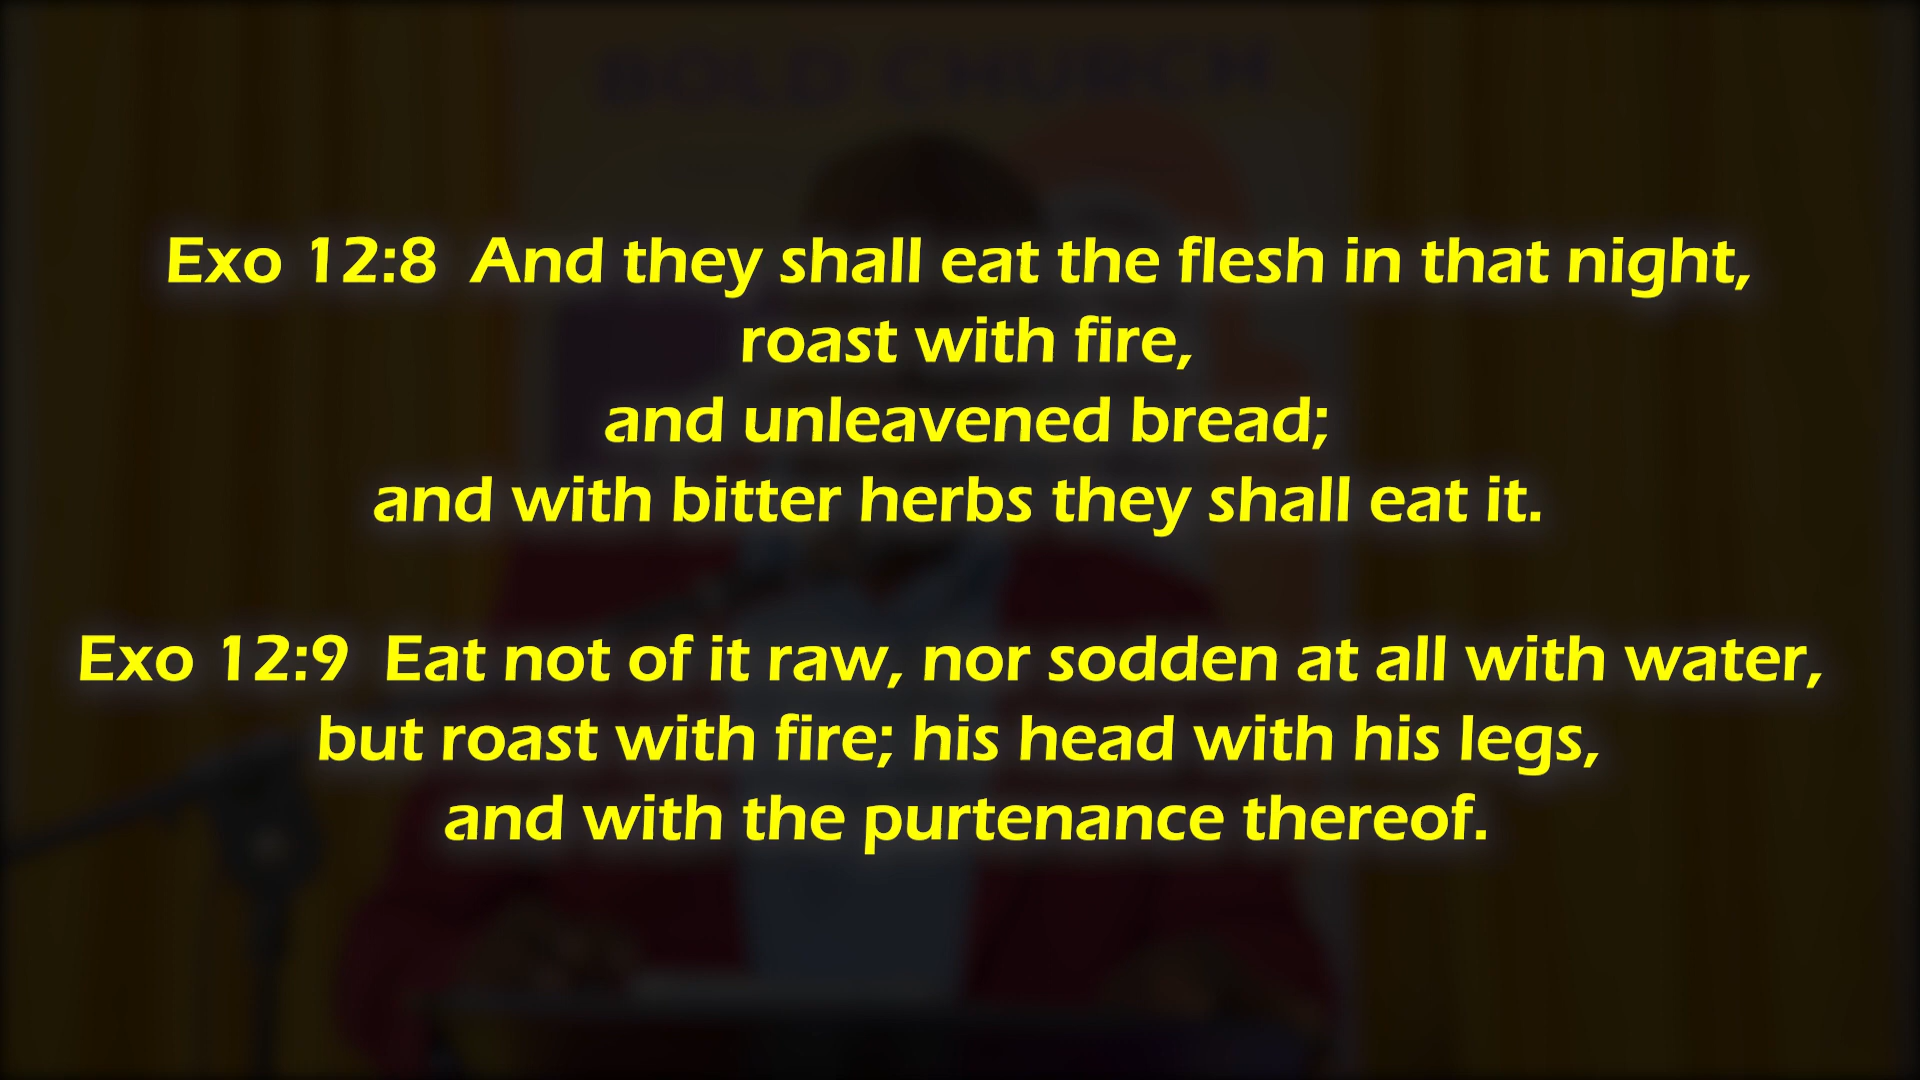 BOLD CHURCH
Exo 12:8  And they shall eat the flesh in that night,
roast with fire,
and unleavened bread;
and with bitter herbs they shall eat it.
Exo 12:9  Eat not of it raw, nor sodden at all with water,
but roast with fire; his head with his legs,
and with the purtenance thereof.